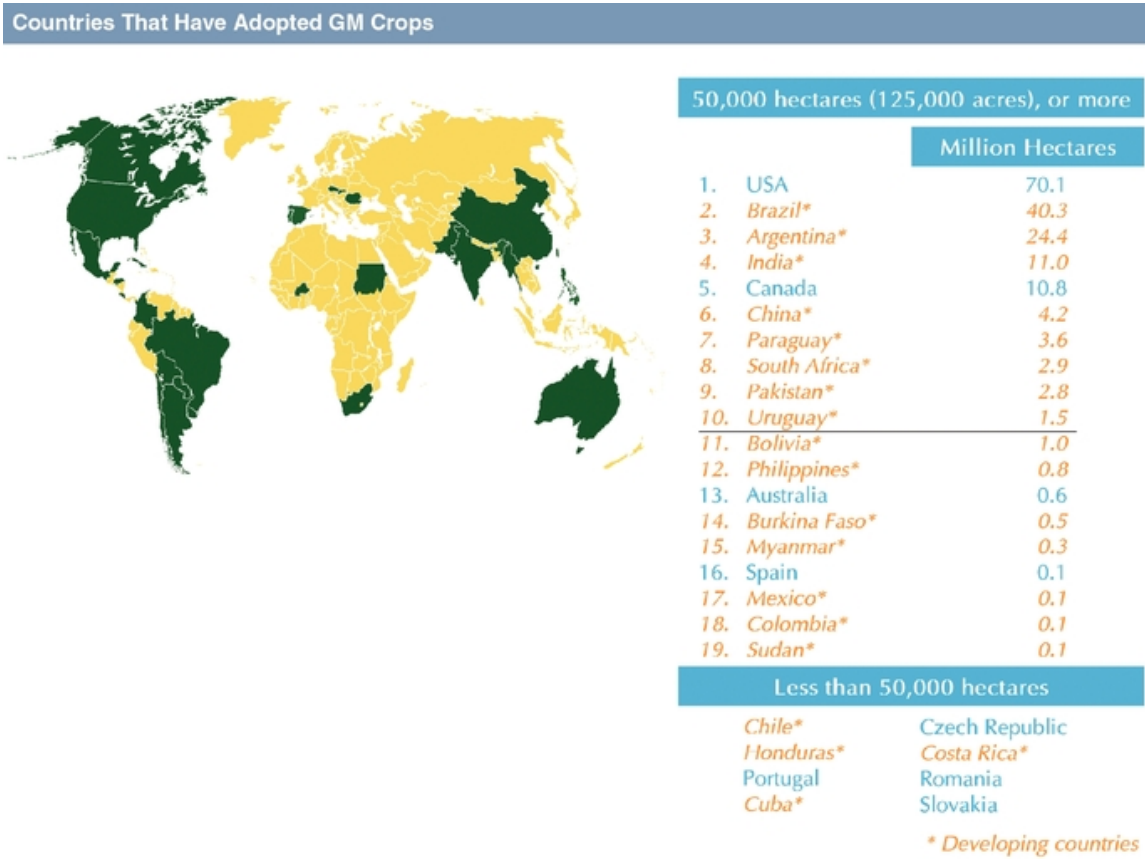 Countries That Have Adopted GM Crops
50,000 hectares (125,000 acres), or more
Million Hectares
1. USA 70.1
2. Brazil* 40.3
3. Argentina* 24.4
4. India* 11.0
5. Canada 10.8
6. China* 4.2
7. Paraguay* 3.6
8. South Africa* 2.9
9. Pakistan* 2.8
10. Uruguay* 1.5
11. Bolivia* 1.0
12. Philippines* 0.8
13. Australia 0.6
14. Burkina Faso* 0.5
15. Myanmar* 0.3
16. Spain 0.1
17. Mexico* 0.1
18. Colombia* 0.1
19. Sudan* 0.1
Less than 50,000 hectares
Chile* Czech Republic
Honduras* Costa Rica*
Portugal Romania
Cuba* Slovakia
* Developing countries